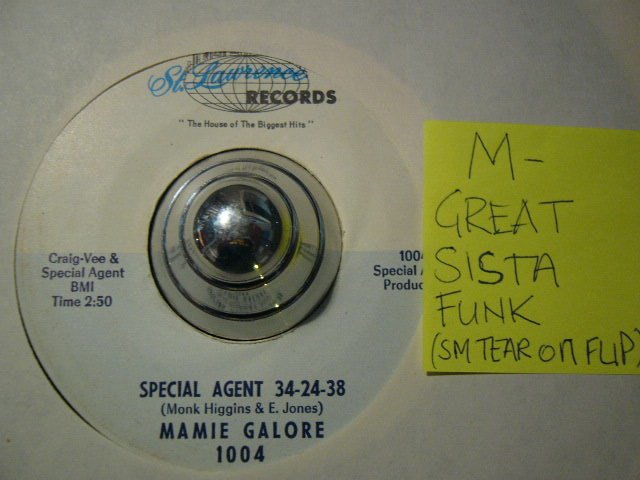 St. Lawrence
RECORDS
"The House of The Biggest Hits"
Craig-Vee &
Special Agent
BMI
Time 2:50
1004
Special
Produc
SPECIAL AGENT 34-24-38
(Monk Higgins & E. Jones)
MAMIE GALORE
1004
M-
GREAT
SISTA
FUNK
(SM TEAR on FLIP)